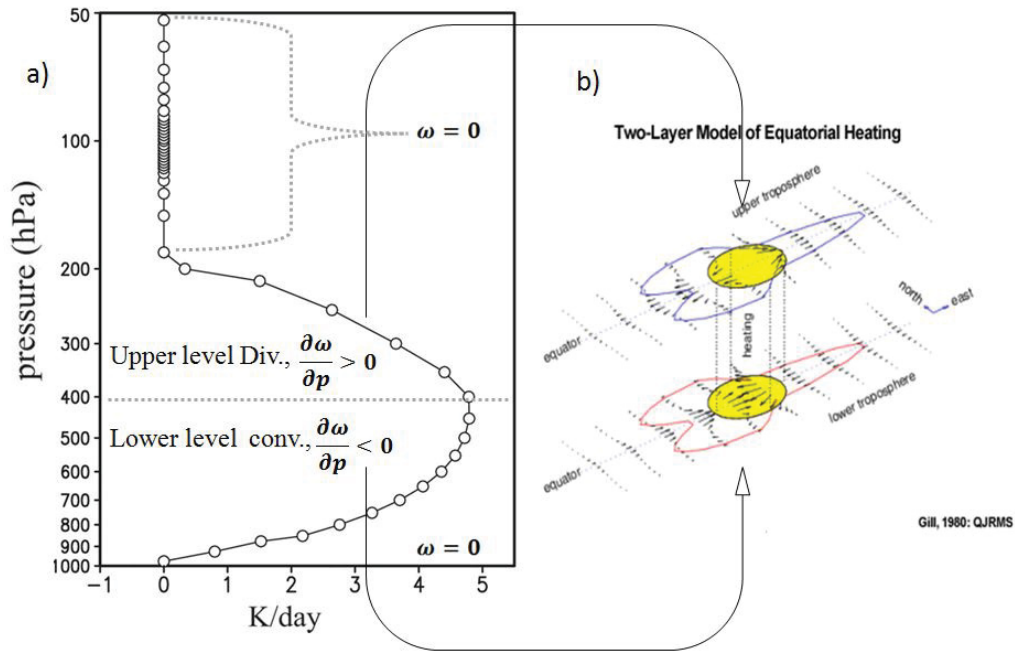 a)
50
100
200
300
400
500
600
700
800
900
1000
pressure (hPa)
ω = 0
Upper level Div., ∂ω/∂p > 0
Lower level conv., ∂ω/∂p < 0
ω = 0
−1 0 1 2 3 4 5
K/day
b)
Two-Layer Model of Equatorial Heating
upper troposphere
north
east
heating
equator
lower troposphere
equator
Gill, 1980: QJRMS